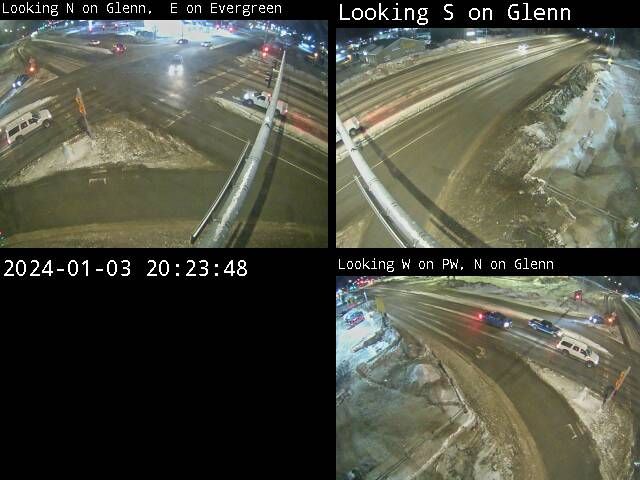 Looking N on Glenn,  E on Evergreen
Looking S on Glenn
2024-01-03 20:23:48
Looking W on PW, N on Glenn